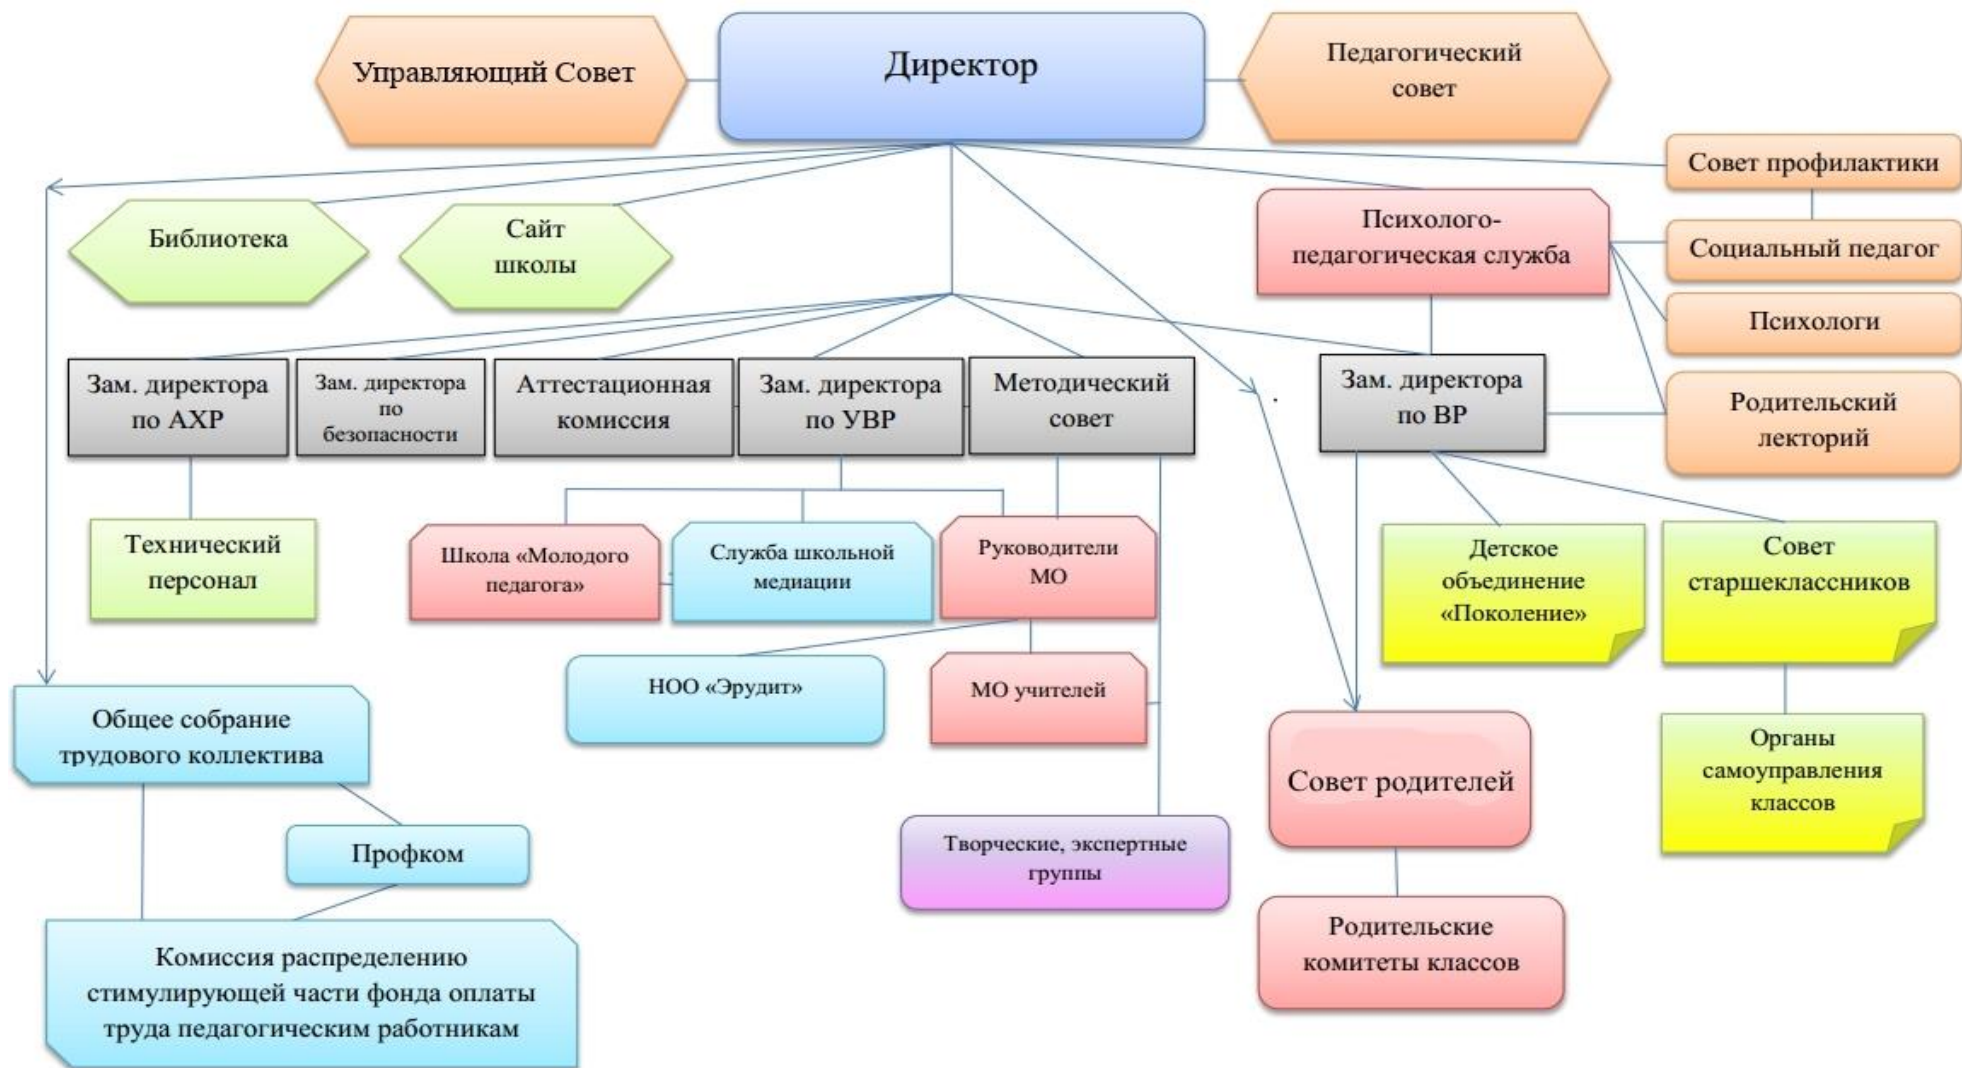 Управляющий Совет
Директор
Педагогический
совет
Совет профилактики
Библиотека
Сайт
школы
Психолого-
педагогическая служба
Социальный педагог
Психологи
Родительский
лекторий
Зам. директора
по АХР
Зам. директора
по
безопасности
Аттестационная
комиссия
Зам. директора
по УВР
Методический
совет
Зам. директора
по ВР
Технический
персонал
Школа «Молодого
педагога»
Служба школьной
медиации
Руководители
МО
Детское
объединение
«Поколение»
Совет
старшеклассников
НОО «Эрудит»
МО учителей
Общее собрание
трудового коллектива
Совет родителей
Органы
самоуправления
классов
Профком
Творческие, экспертные
группы
Родительские
комитеты классов
Комиссия распределению
стимулирующей части фонда оплаты
труда педагогическим работникам